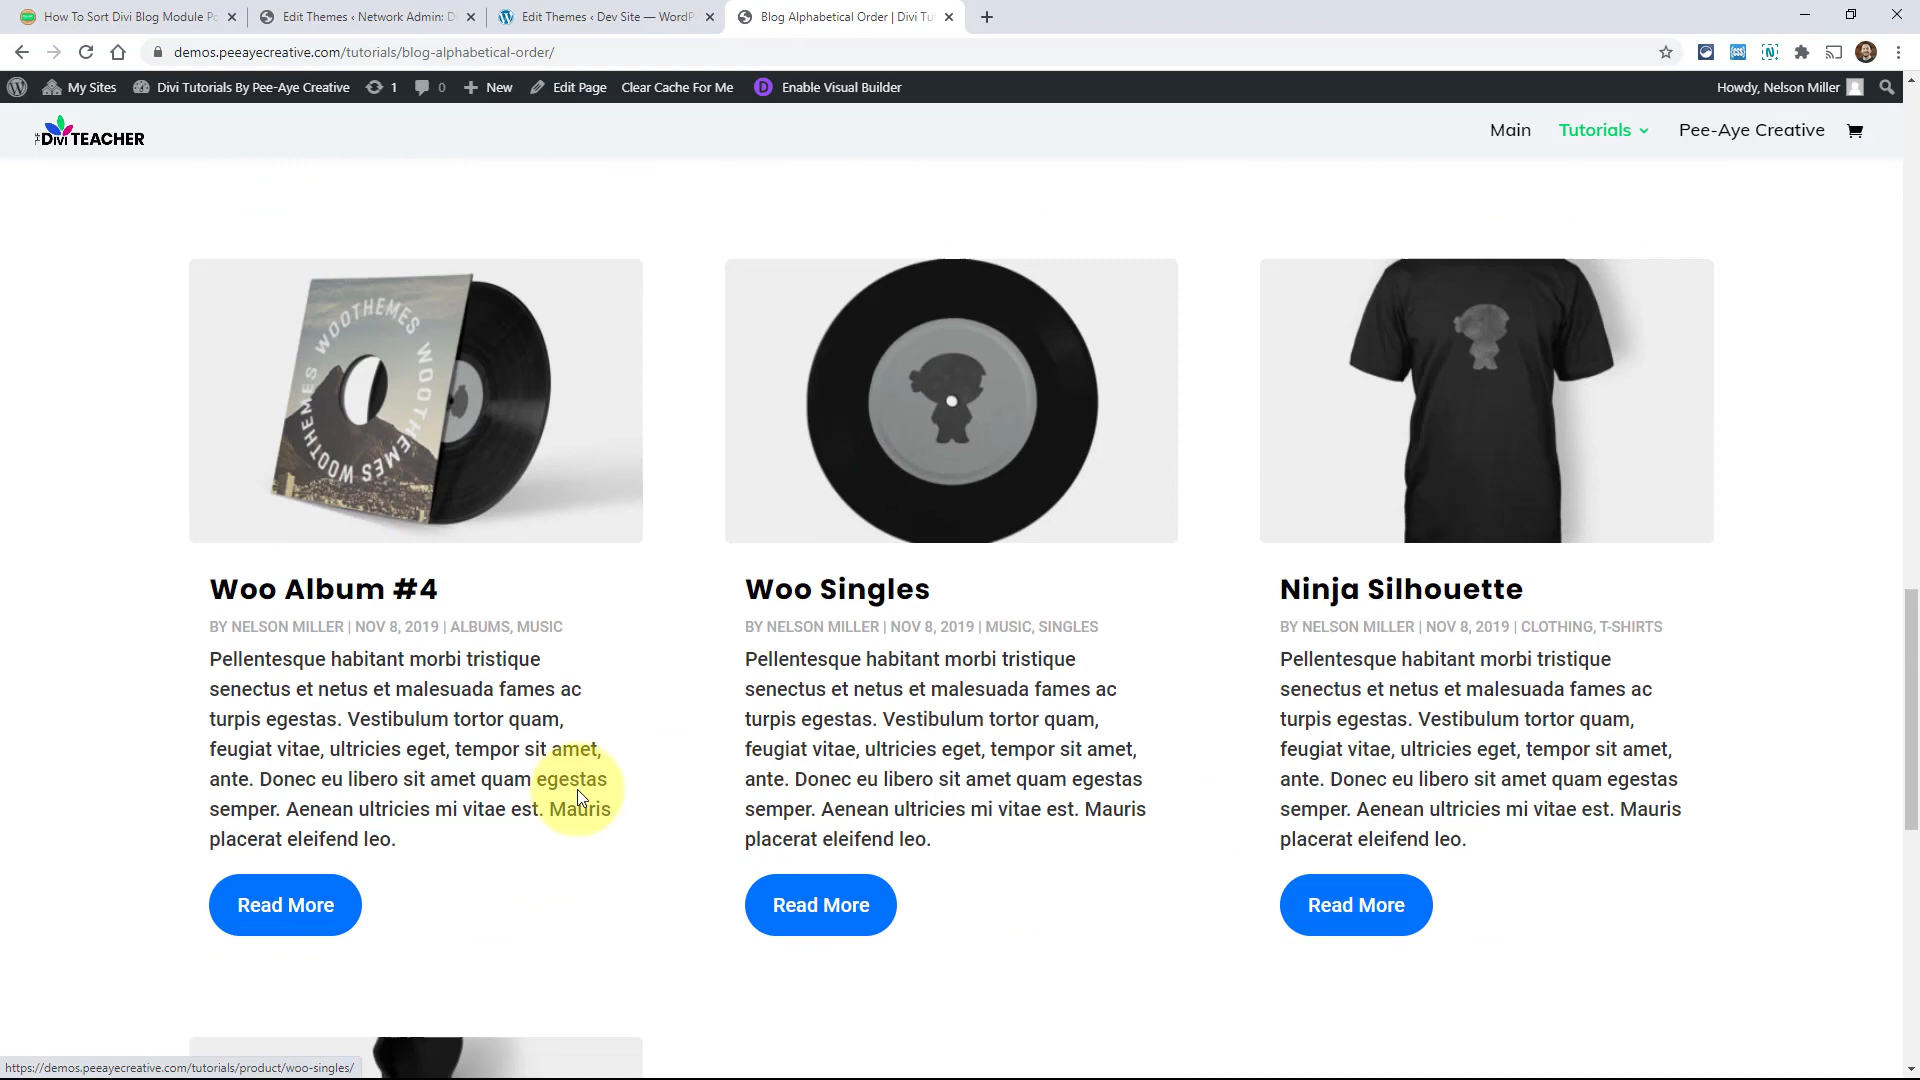 How To Sort Divi Blog Module Po
Edit Themes ‹ Network Admin: D
Edit Themes ‹ Dev Site — WordP
Blog Alphabetical Order | Divi Tu
demos.peeayecreative.com/tutorials/blog-alphabetical-order/
My Sites
Divi Tutorials By Pee-Aye Creative
1
0
New
Edit Page
Clear Cache For Me
D
Enable Visual Builder
Howdy, Nelson Miller
THE DIVI TEACHER
Main
Tutorials
Pee-Aye Creative
WOOTHEMES WOOTHEMES WOOTHEMES
Woo Album #4
BY NELSON MILLER | NOV 8, 2019 | ALBUMS, MUSIC
Pellentesque habitant morbi tristique
senectus et netus et malesuada fames ac
turpis egestas. Vestibulum tortor quam,
feugiat vitae, ultricies eget, tempor sit amet,
ante. Donec eu libero sit amet quam egestas
semper. Aenean ultricies mi vitae est. Mauris
placerat eleifend leo.
Read More
Woo Singles
BY NELSON MILLER | NOV 8, 2019 | MUSIC, SINGLES
Pellentesque habitant morbi tristique
senectus et netus et malesuada fames ac
turpis egestas. Vestibulum tortor quam,
feugiat vitae, ultricies eget, tempor sit amet,
ante. Donec eu libero sit amet quam egestas
semper. Aenean ultricies mi vitae est. Mauris
placerat eleifend leo.
Read More
Ninja Silhouette
BY NELSON MILLER | NOV 8, 2019 | CLOTHING, T-SHIRTS
Pellentesque habitant morbi tristique
senectus et netus et malesuada fames ac
turpis egestas. Vestibulum tortor quam,
feugiat vitae, ultricies eget, tempor sit amet,
ante. Donec eu libero sit amet quam egestas
semper. Aenean ultricies mi vitae est. Mauris
placerat eleifend leo.
Read More
https://demos.peeayecreative.com/tutorials/product/woo-singles/